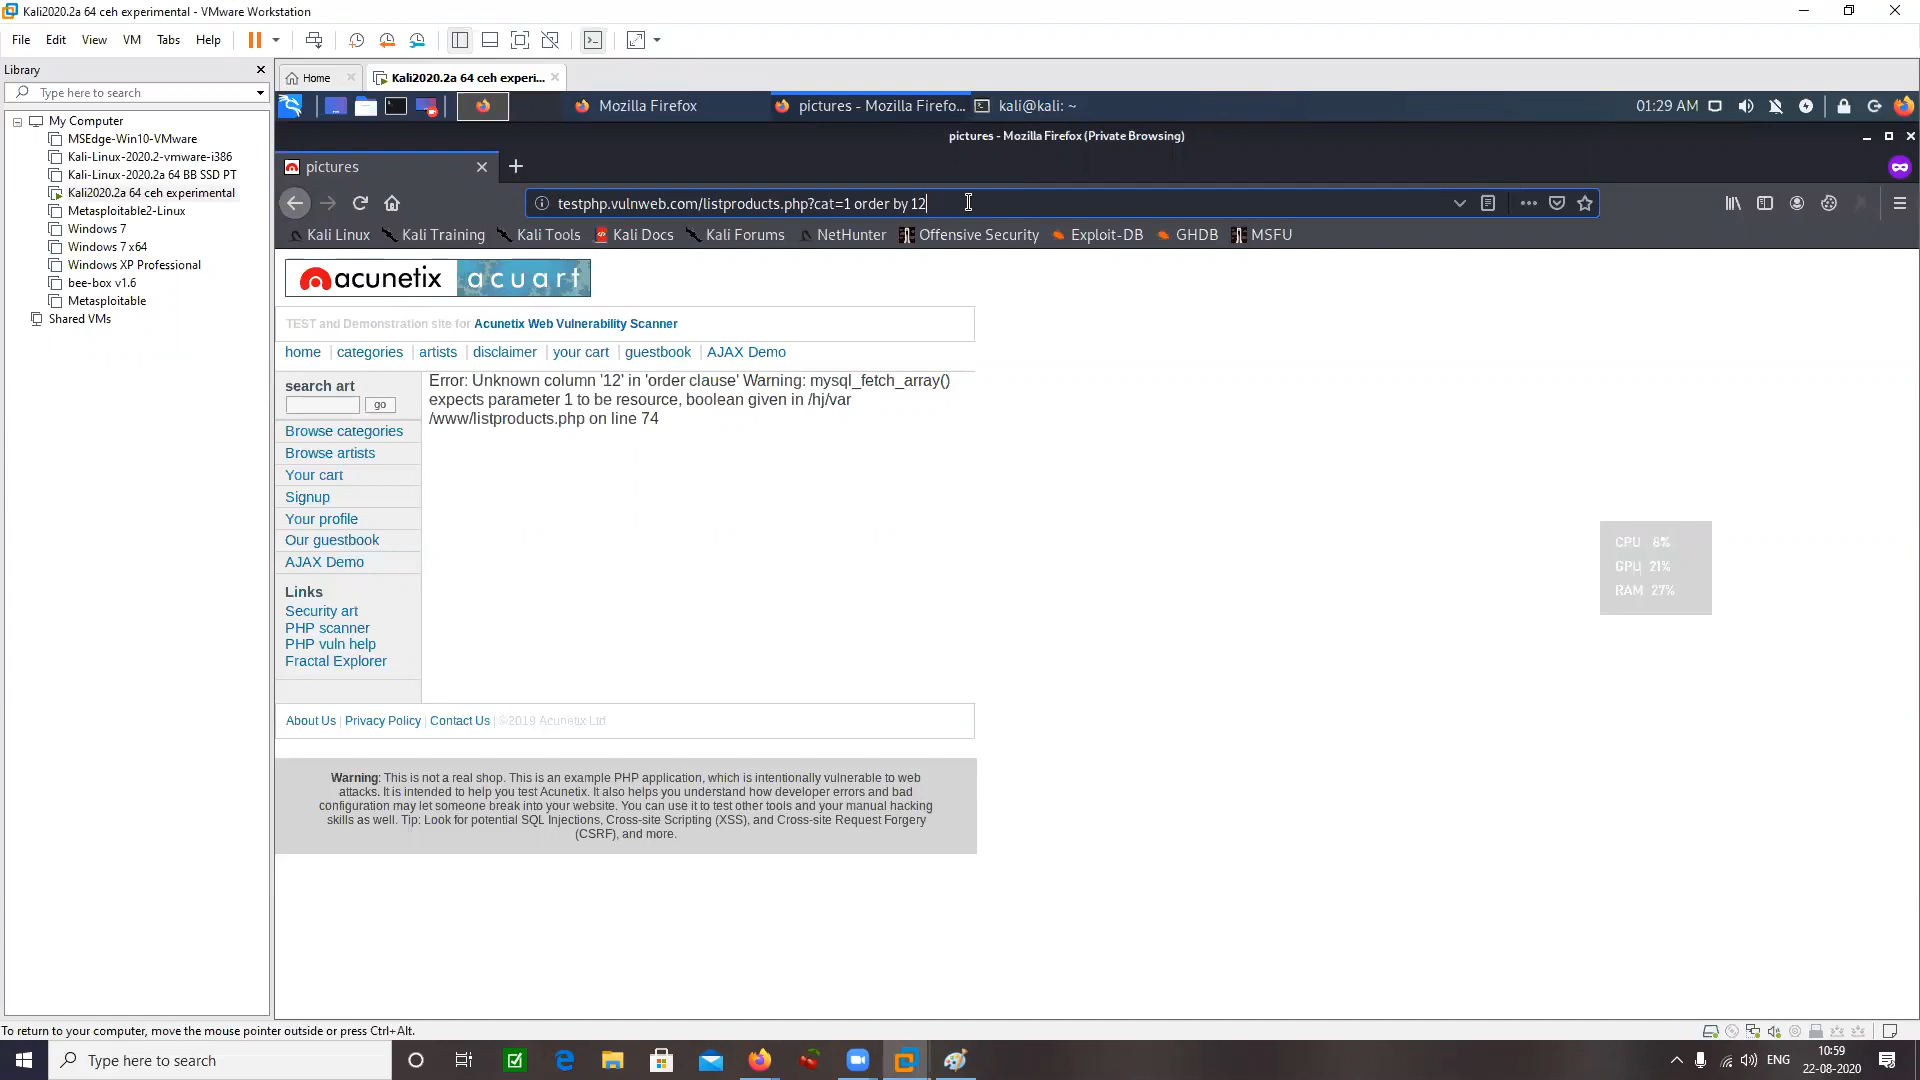 Kali2020.2a 64 ceh experimental - VMware Workstation
File Edit View VM Tabs Help
Library
Type here to search
My Computer
MSEdge-Win10-VMware
Kali-Linux-2020.2-vmware-i386
Kali-Linux-2020.2a 64 BB SSD PT
Kali2020.2a 64 ceh experimental
Metasploitable2-Linux
Windows 7
Windows 7 x64
Windows XP Professional
bee-box v1.6
Metasploitable
Shared VMs
Home Kali2020.2a 64 ceh experi...
Mozilla Firefox pictures - Mozilla Firefo... kali@kali: ~ 01:29 AM
pictures - Mozilla Firefox (Private Browsing)
pictures
testphp.vulnweb.com/listproducts.php?cat=1 order by 12
Kali Linux Kali Training Kali Tools Kali Docs Kali Forums NetHunter Offensive Security Exploit-DB GHDB MSFU
acunetix acuart
TEST and Demonstration site for Acunetix Web Vulnerability Scanner
home | categories | artists | disclaimer | your cart | guestbook | AJAX Demo
search art
go
Browse categories
Browse artists
Your cart
Signup
Your profile
Our guestbook
AJAX Demo
Links
Security art
PHP scanner
PHP vuln help
Fractal Explorer
Error: Unknown column '12' in 'order clause' Warning: mysql_fetch_array()
expects parameter 1 to be resource, boolean given in /hj/var
/www/listproducts.php on line 74
CPU 8%
GPU 21%
RAM 27%
About Us | Privacy Policy | Contact Us | ©2019 Acunetix Ltd
Warning: This is not a real shop. This is an example PHP application, which is intentionally vulnerable to web
attacks. It is intended to help you test Acunetix. It also helps you understand how developer errors and bad
configuration may let someone break into your website. You can use it to test other tools and your manual hacking
skills as well. Tip: Look for potential SQL Injections, Cross-site Scripting (XSS), and Cross-site Request Forgery
(CSRF), and more.
To return to your computer, move the mouse pointer outside or press Ctrl+Alt.
Type here to search
ENG
10:59
22-08-2020